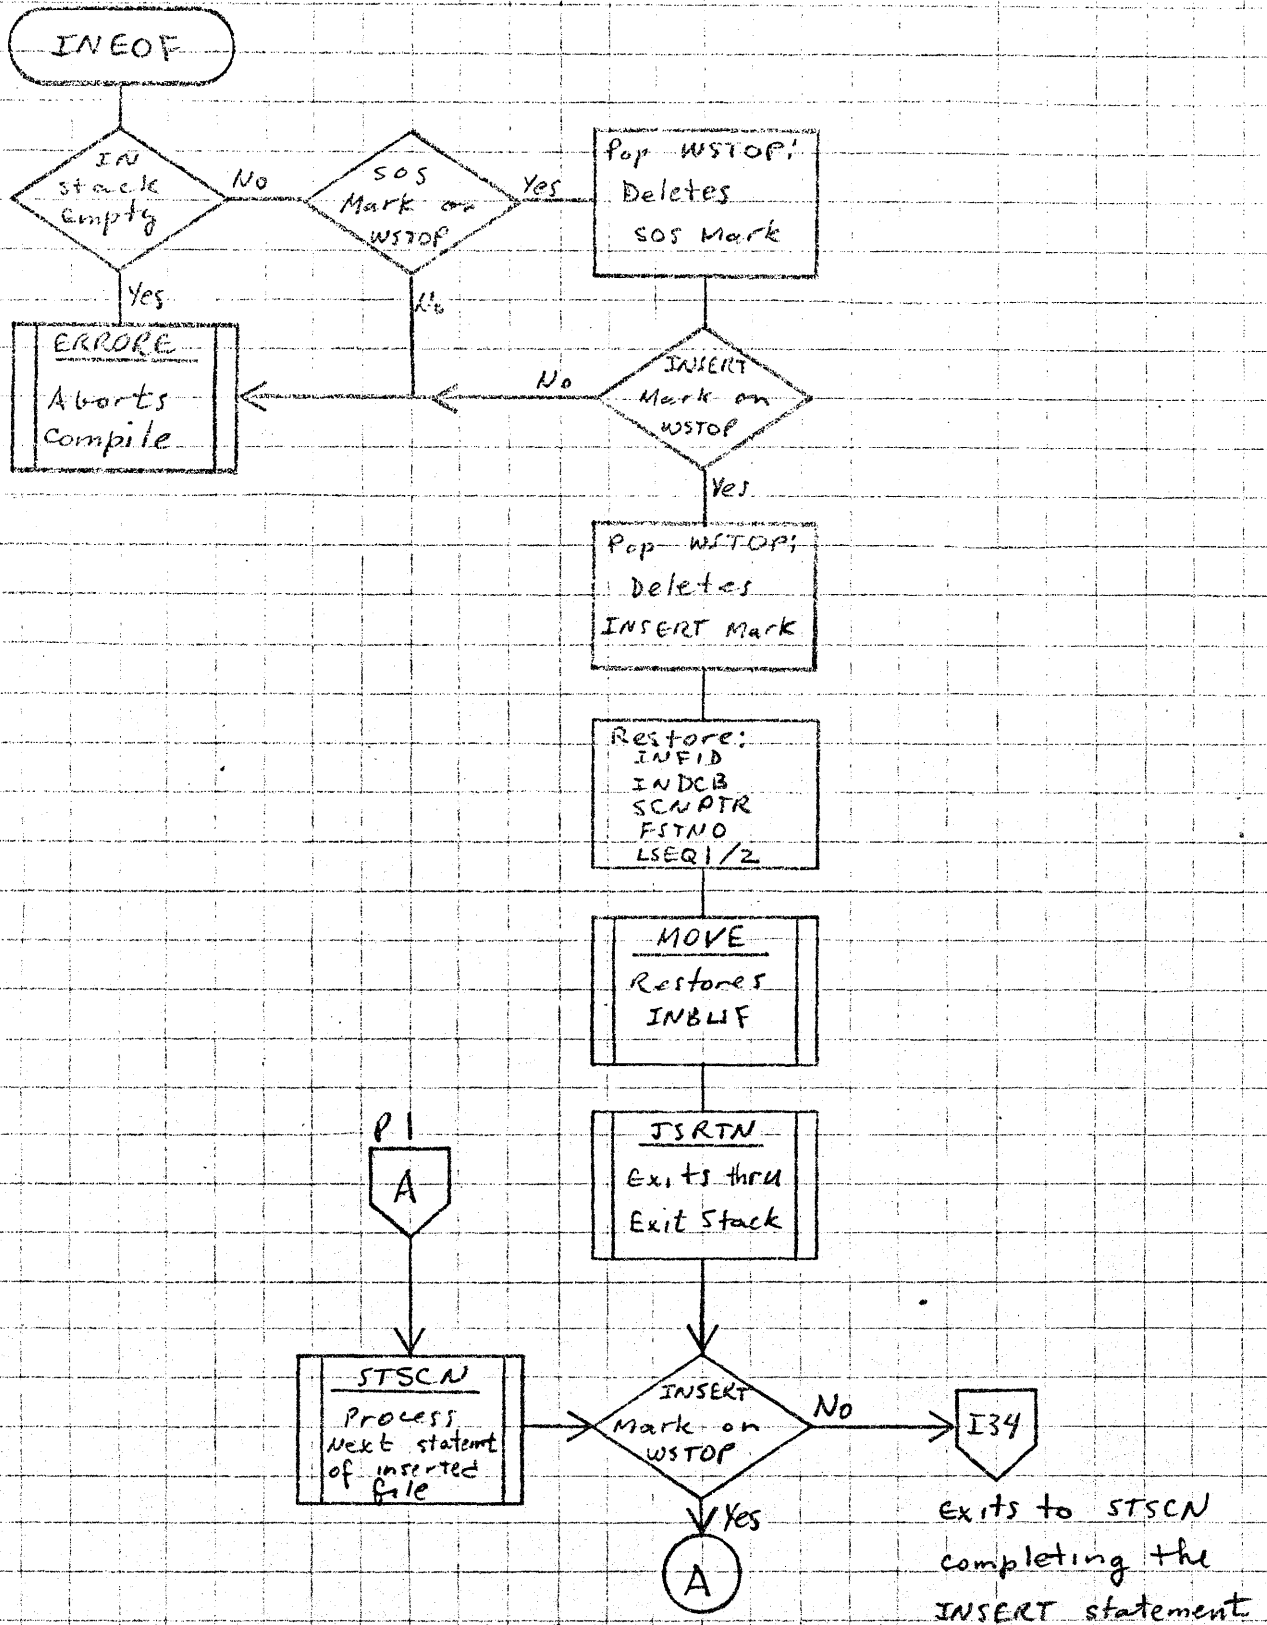 INEOF
IN
stack
Empty
No
SOS
Mark on
WSTOP
Yes
Pop WSTOP:
Deletes
SOS Mark
Yes
No
ERRORE
Aborts
Compile
No
INSERT
Mark on
WSTOP
Yes
Pop WSTOP:
Deletes
INSERT Mark
Restore:
INFID
INDCB
SCNPTR
FSTNO
LSEQ1/2
MOVE
Restores
INBUF
P1
A
JSRTN
Exits thru
Exit Stack
STSCN
Process
Next statemt
of inserted
file
INSERT
Mark on
WSTOP
No
I34
Yes
A
Exits to STSCN
completing the
INSERT statement